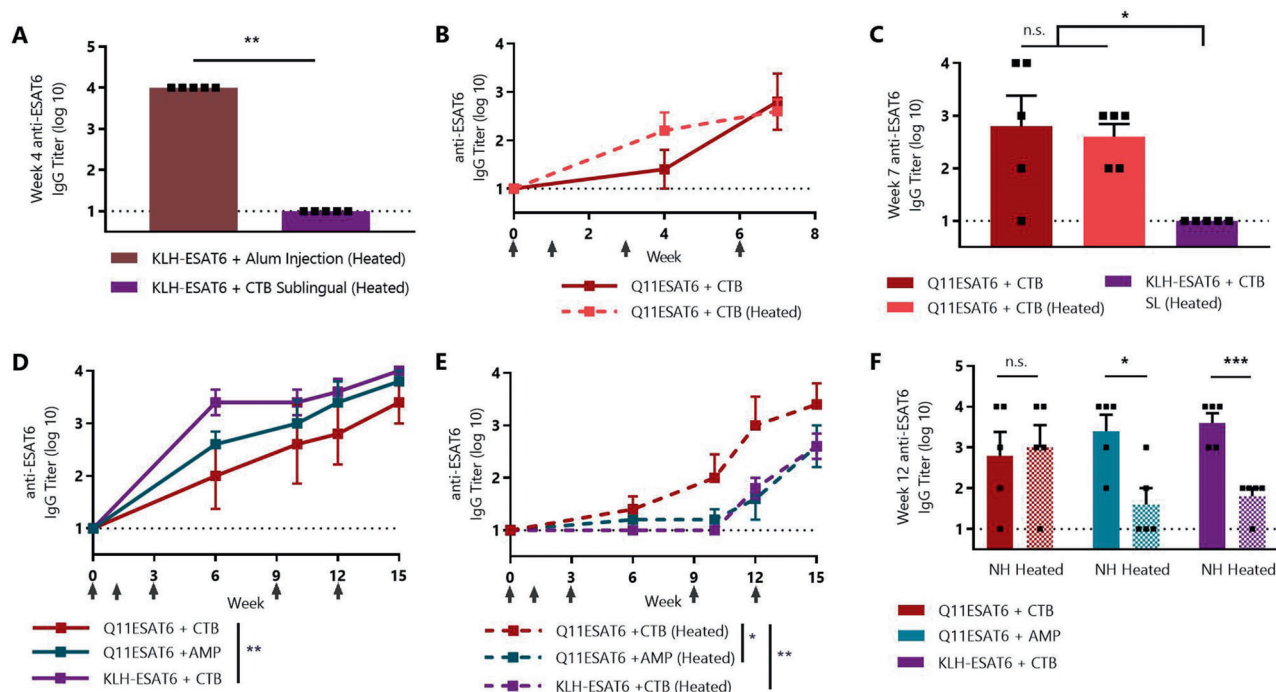 A
Week 4 anti-ESAT6
IgG Titer (log 10)
5
4
3
2
1
**
KLH-ESAT6 + Alum Injection (Heated)
KLH-ESAT6 + CTB Sublingual (Heated)
B
anti-ESAT6
IgG Titer (log 10)
4
3
2
1
0 2 4 6 8
Week
Q11ESAT6 + CTB
Q11ESAT6 + CTB (Heated)
C
Week 7 anti-ESAT6
IgG Titer (log 10)
5
4
3
2
1
n.s.
*
Q11ESAT6 + CTB
Q11ESAT6 + CTB (Heated)
KLH-ESAT6 + CTB
SL (Heated)
D
anti-ESAT6
IgG Titer (log 10)
4
3
2
1
0 3 6 9 12 15
Week
Q11ESAT6 + CTB
Q11ESAT6 +AMP
KLH-ESAT6 + CTB
**
E
anti-ESAT6
IgG Titer (log 10)
4
3
2
1
0 3 6 9 12 15
Week
Q11ESAT6 +CTB (Heated)
Q11ESAT6 +AMP (Heated)
KLH-ESAT6 +CTB (Heated)
*
**
F
Week 12 anti-ESAT6
IgG Titer (log 10)
5
4
3
2
1
n.s.
*
***
NH Heated NH Heated NH Heated
Q11ESAT6 + CTB
Q11ESAT6 + AMP
KLH-ESAT6 + CTB